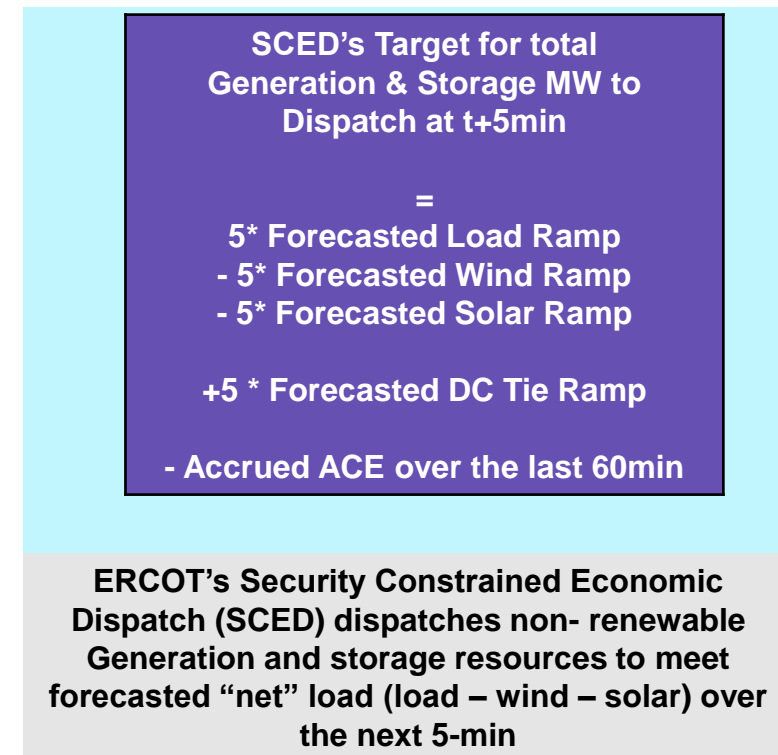 SCED’s Target for total
Generation & Storage MW to
Dispatch at t+5min
=
5* Forecasted Load Ramp
- 5* Forecasted Wind Ramp
- 5* Forecasted Solar Ramp
+5 * Forecasted DC Tie Ramp
- Accrued ACE over the last 60min
ERCOT’s Security Constrained Economic
Dispatch (SCED) dispatches non- renewable
Generation and storage resources to meet
forecasted “net” load (load – wind – solar) over
the next 5-min